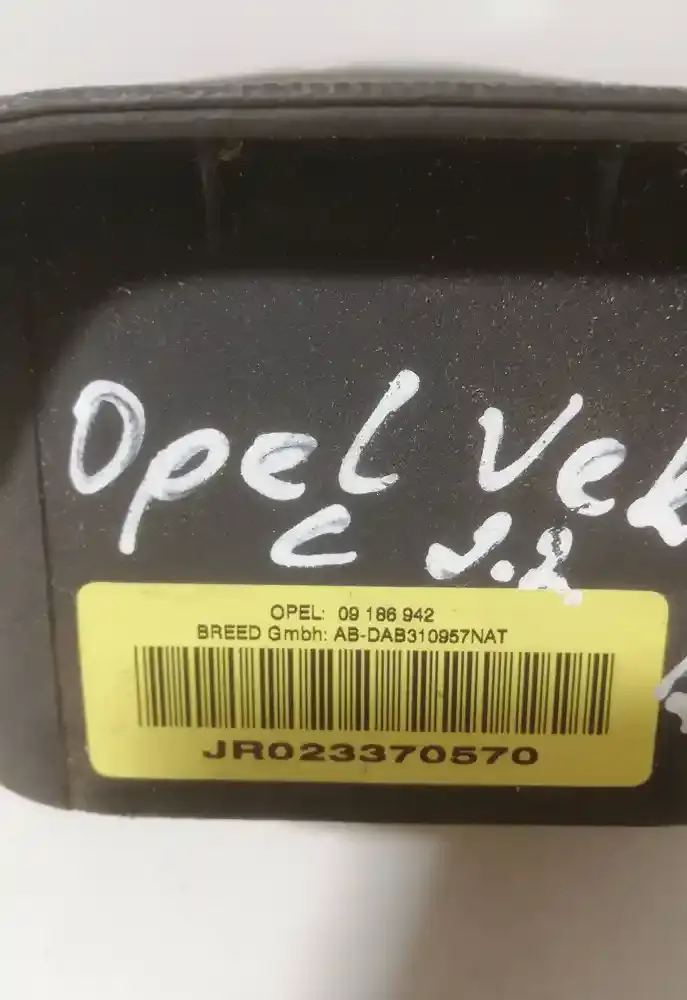 Opel Vek
C 2.2
OPEL: 09 186 942
BREED Gmbh: AB-DAB310957NAT
JR023370570